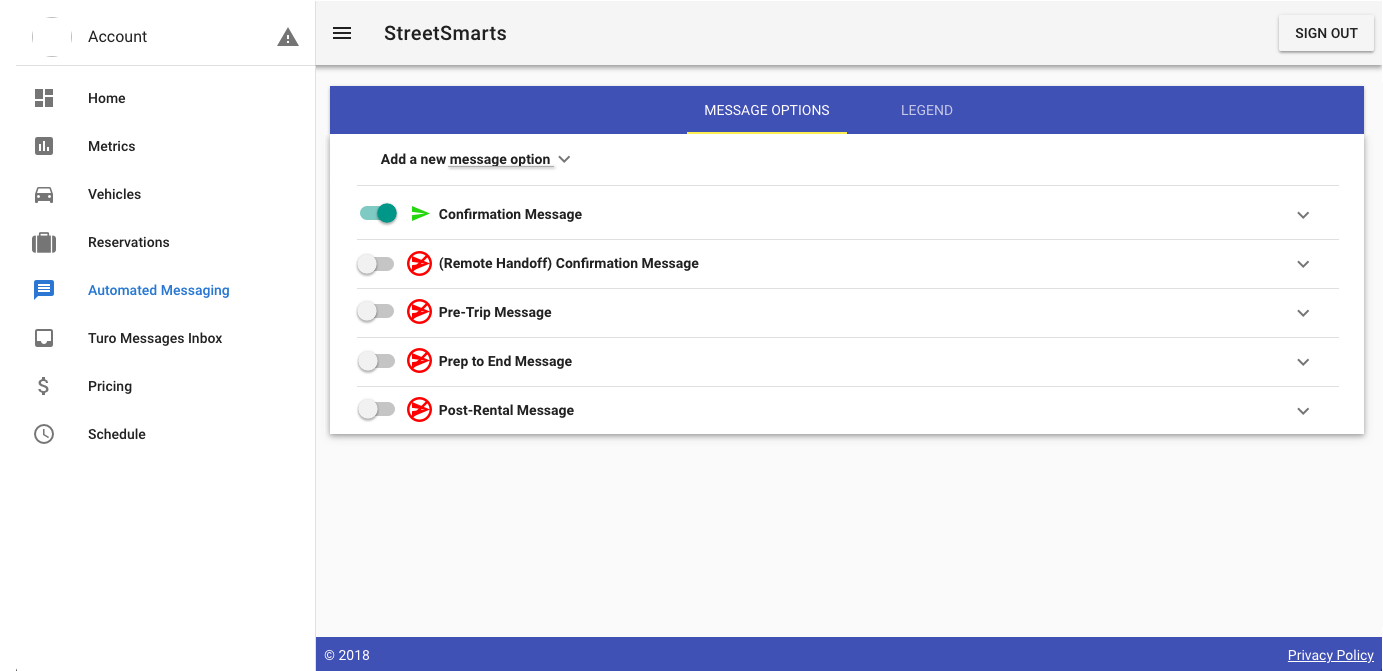 Account
Home
Metrics
Vehicles
Reservations
Automated Messaging
Turo Messages Inbox
Pricing
Schedule
StreetSmarts
SIGN OUT
MESSAGE OPTIONS
LEGEND
Add a new message option
Confirmation Message
(Remote Handoff) Confirmation Message
Pre-Trip Message
Prep to End Message
Post-Rental Message
© 2018
Privacy Policy